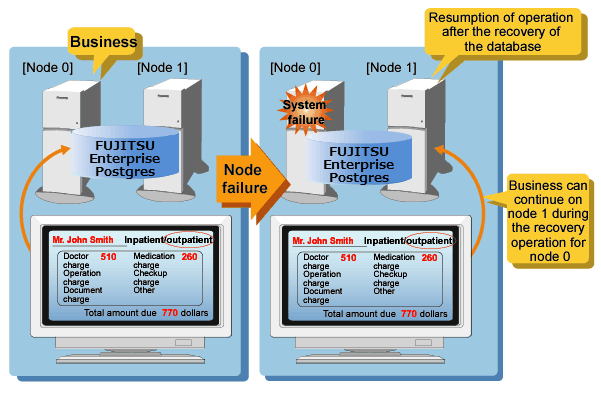 Business
[Node 0]
[Node 1]
FUJITSU
Enterprise
Postgres
Mr. John Smith
Inpatient/outpatient
Doctor 510
charge
Operation
charge
Document
charge
Medication 260
charge
Checkup
charge
Other
Total amount due 770 dollars
Node
failure
Resumption of operation
after the recovery of
the database
[Node 0]
[Node 1]
System
failure
FUJITSU
Enterprise
Postgres
Mr. John Smith
Inpatient/outpatient
Doctor 510
charge
Operation
charge
Document
charge
Medication 260
charge
Checkup
charge
Other
Total amount due 770 dollars
Business can
continue on
node 1 during
the recovery
operation for
node 0